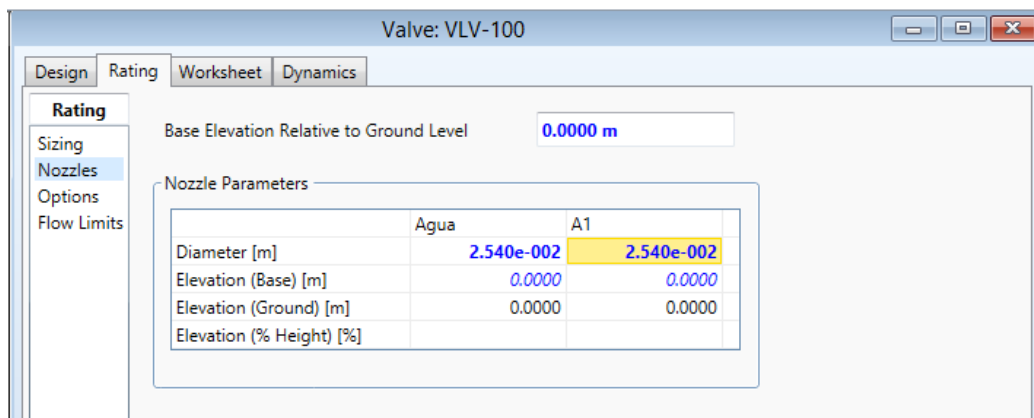 Valve: VLV-100
Design Rating Worksheet Dynamics
Rating
Sizing
Nozzles
Options
Flow Limits
Base Elevation Relative to Ground Level 0.0000 m
Nozzle Parameters
Agua A1
Diameter [m] 2.540e-002 2.540e-002
Elevation (Base) [m] 0.0000 0.0000
Elevation (Ground) [m] 0.0000 0.0000
Elevation (% Height) [%]